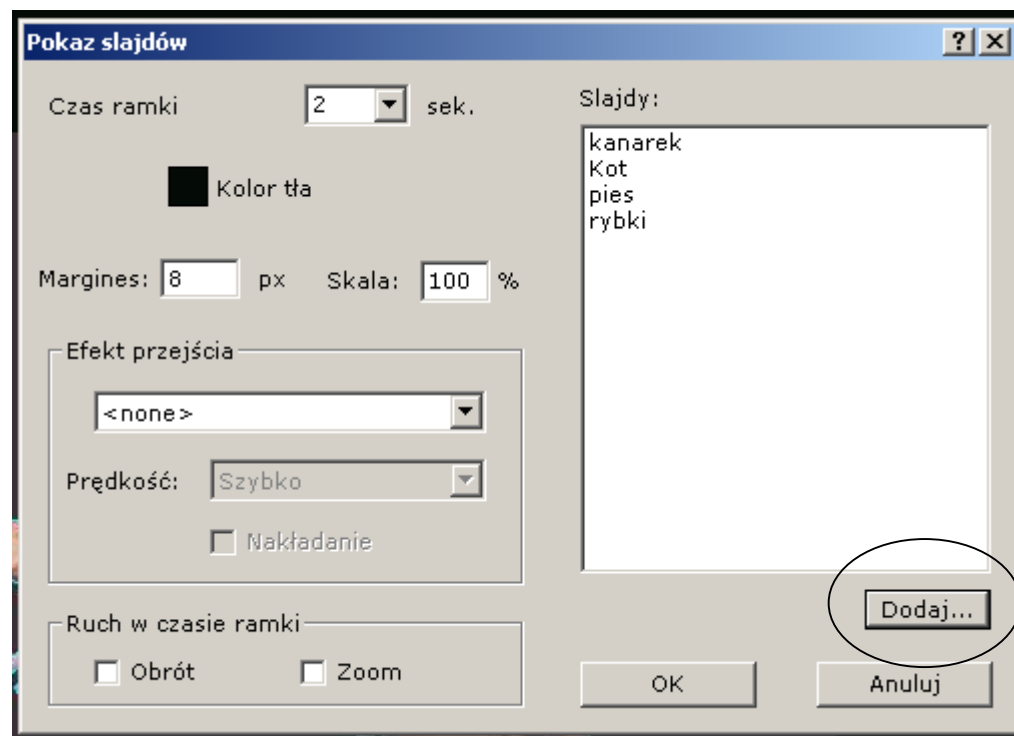 Pokaz slajdów
Czas ramki 2 sek.
Kolor tła
Margines: 8 px Skala: 100 %
Efekt przejścia
<none>
Prędkość: Szybko
Nakładanie
Ruch w czasie ramki
Obrót Zoom
Slajdy:
kanarek
Kot
pies
rybki
Dodaj...
OK Anuluj